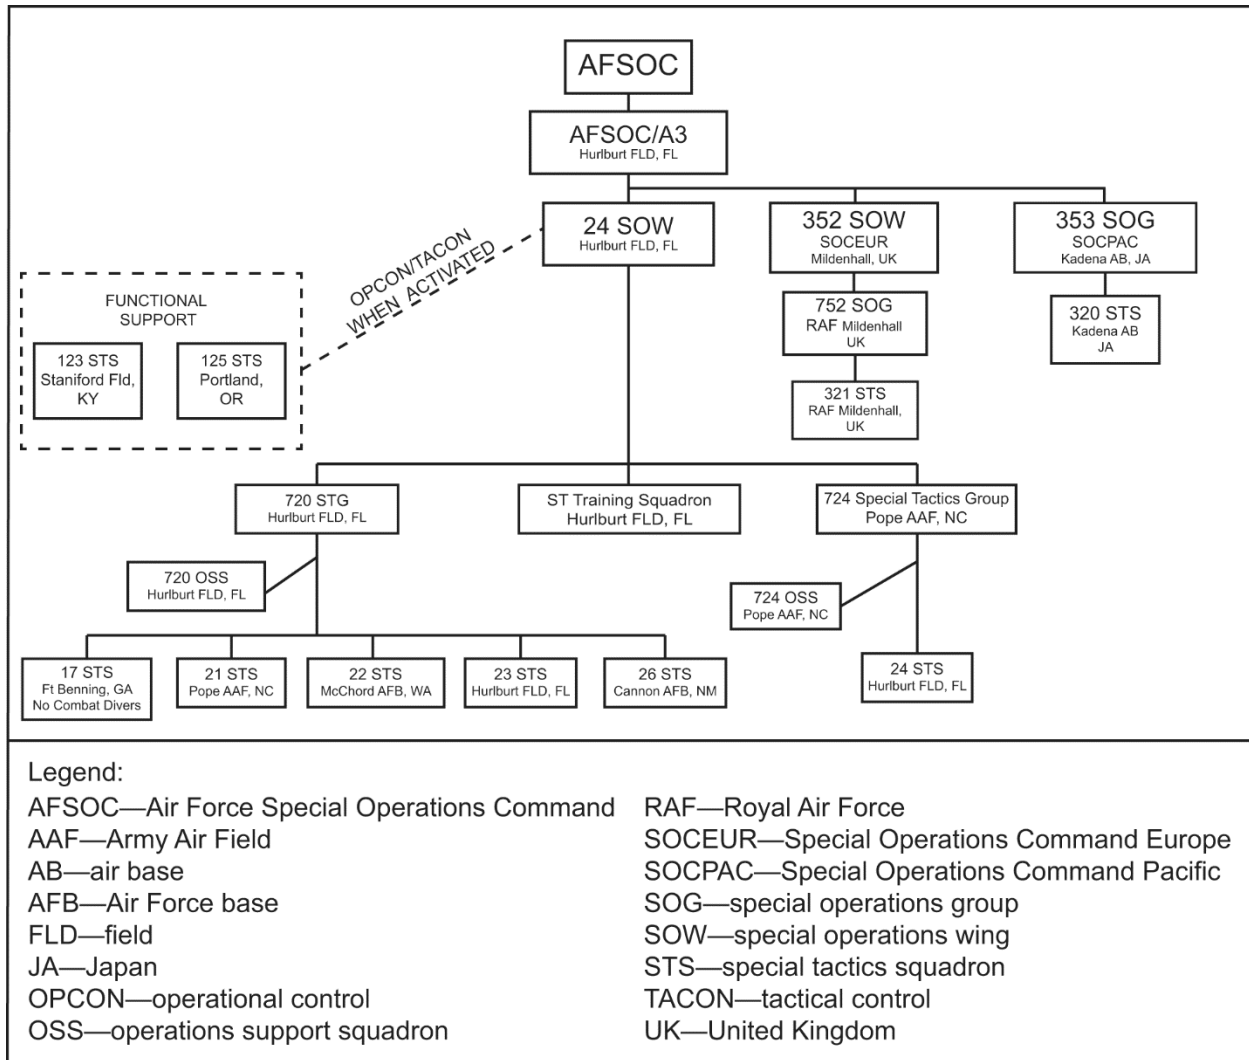 AFSOC
AFSOC/A3
Hurlburt FLD, FL
24 SOW
Hurlburt FLD, FL
352 SOW
SOCEUR
Mildenhall, UK
353 SOG
SOCPAC
Kadena AB, JA
OPCON/TACON
WHEN ACTIVATED
FUNCTIONAL
SUPPORT
123 STS
Staniford Fld,
KY
125 STS
Portland,
OR
752 SOG
RAF Mildenhall
UK
320 STS
Kadena AB
JA
321 STS
RAF Mildenhall,
UK
720 STG
Hurlburt FLD, FL
ST Training Squadron
Hurlburt FLD, FL
724 Special Tactics Group
Pope AAF, NC
720 OSS
Hurlburt FLD, FL
724 OSS
Pope AAF, NC
17 STS
Ft Benning, GA
No Combat Divers
21 STS
Pope AAF, NC
22 STS
McChord AFB, WA
23 STS
Hurlburt FLD, FL
26 STS
Cannon AFB, NM
24 STS
Hurlburt FLD, FL
Legend:
AFSOC—Air Force Special Operations Command
AAF—Army Air Field
AB—air base
AFB—Air Force base
FLD—field
JA—Japan
OPCON—operational control
OSS—operations support squadron
RAF—Royal Air Force
SOCEUR—Special Operations Command Europe
SOCPAC—Special Operations Command Pacific
SOG—special operations group
SOW—special operations wing
STS—special tactics squadron
TACON—tactical control
UK—United Kingdom